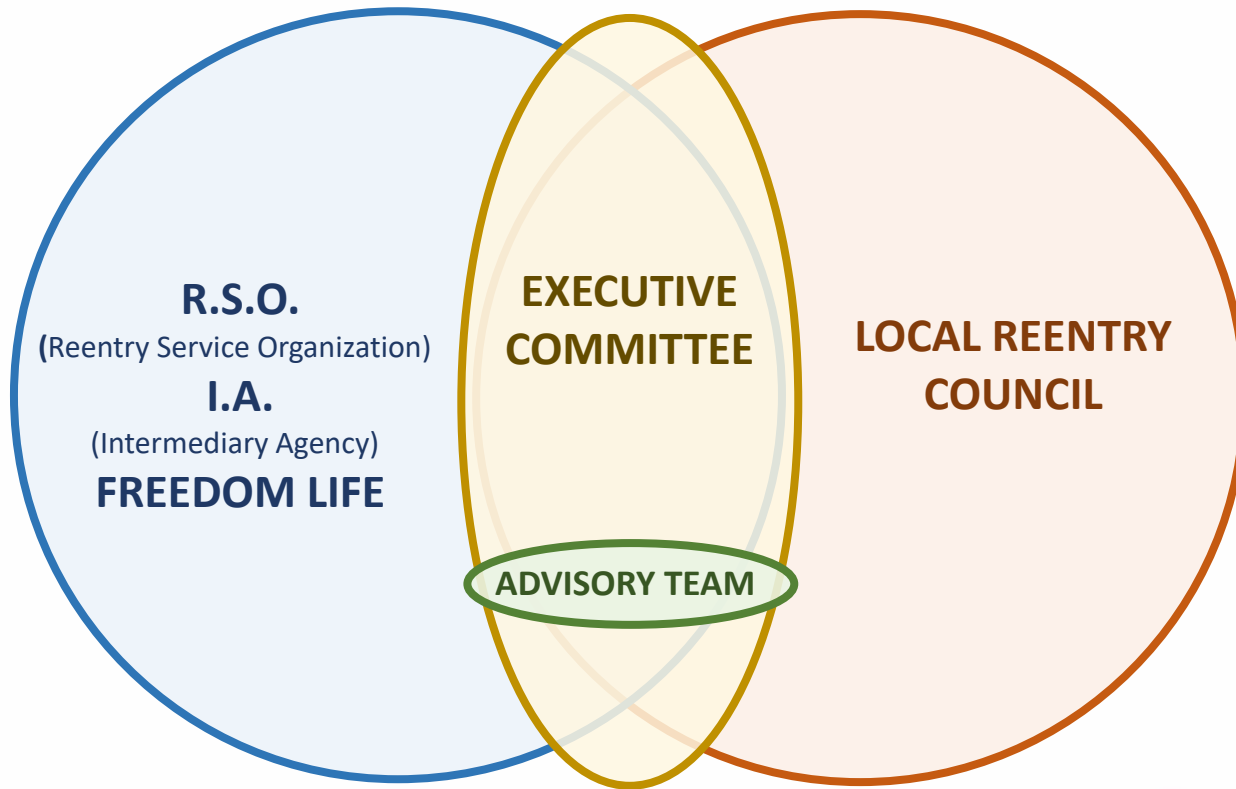 R.S.O.
(Reentry Service Organization)
I.A.
(Intermediary Agency)
FREEDOM LIFE
EXECUTIVE
COMMITTEE
ADVISORY TEAM
LOCAL REENTRY
COUNCIL